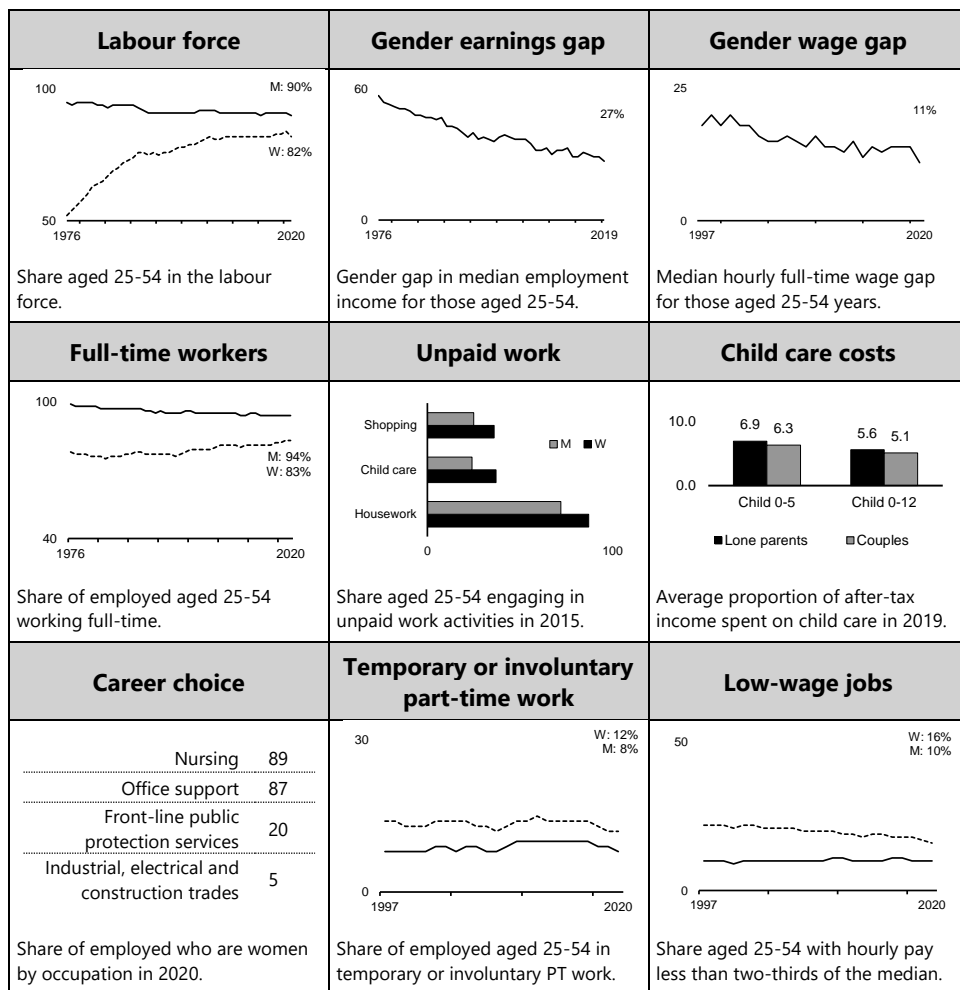 Labour force
100
M: 90%
W: 82%
50
1976
2020
Share aged 25-54 in the labour
force.
Gender earnings gap
60
27%
0
1976
2019
Gender gap in median employment
income for those aged 25-54.
Gender wage gap
25
11%
0
1997
2020
Median hourly full-time wage gap
for those aged 25-54 years.
Full-time workers
100
M: 94%
W: 83%
40
1976
2020
Share of employed aged 25-54
working full-time.
Unpaid work
Shopping
M
W
Child care
Housework
0
100
Share aged 25-54 engaging in
unpaid work activities in 2015.
Child care costs
10.0
6.9
6.3
5.6
5.1
0.0
Child 0-5
Child 0-12
Lone parents
Couples
Average proportion of after-tax
income spent on child care in 2019.
Career choice
Nursing 89
Office support 87
Front-line public
protection services 20
Industrial, electrical and
construction trades 5
Share of employed who are women
by occupation in 2020.
Temporary or involuntary
part-time work
30
W: 12%
M: 8%
0
1997
2020
Share of employed aged 25-54 in
temporary or involuntary PT work.
Low-wage jobs
50
W: 16%
M: 10%
0
1997
2020
Share aged 25-54 with hourly pay
less than two-thirds of the median.